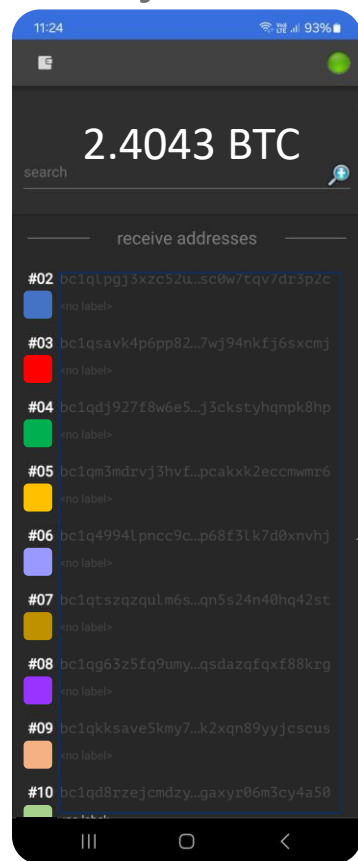 11:24 93%
2.4043 BTC
search
receive addresses
#02 bc1qlpgj3xzc52u...sc0w7tqv7dr3p2c
<no label>
#03 bc1qsavk4p6pp82...7wj94nkfj6sxcmj
<no label>
#04 bc1qdj927f8w6e5...j3ckstyhqnpk8hp
<no label>
#05 bc1qm3mdrvj3hvf...pcakxk2eccmwmr6
<no label>
#06 bc1q4994lpncc9c...p68f3lk7d0xnvhj
<no label>
#07 bc1qtszqzqulm6s...qn5s24n40hq42st
<no label>
#08 bc1qg63z5fq9umy...qsdazqfqxf88krg
<no label>
#09 bc1qkksave5kmy7...k2xqn89yyjcscus
<no label>
#10 bc1qd8rzejcmdzy...gaxyr06m3cy4a50
<no label>